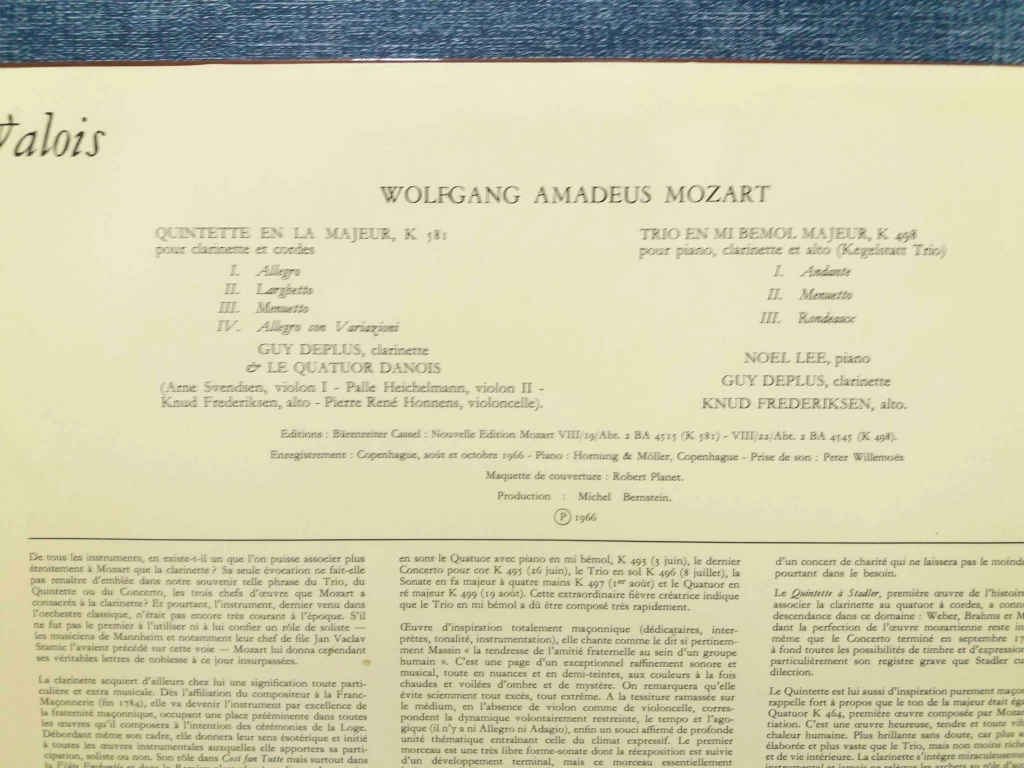 Valois
WOLFGANG AMADEUS MOZART
QUINTETTE EN LA MAJEUR, K 581
pour clarinette et cordes
I. Allegro
II. Larghetto
III. Menuetto
IV. Allegro con Variazioni
GUY DEPLUS, clarinette
& LE QUATUOR DANOIS
(Arne Svendsen, violon I - Palle Heichelmann, violon II -
Knud Frederiksen, alto - Pierre René Honnens, violoncelle).
TRIO EN MI BEMOL MAJEUR, K 498
pour piano, clarinette et alto (Kegelstatt Trio)
I. Andante
II. Menuetto
III. Rondeaux
NOEL LEE, piano
GUY DEPLUS, clarinette
KNUD FREDERIKSEN, alto.
Editions : Bärenreiter Cassel : Nouvelle Edition Mozart VIII/19/Abt. 2 BA 4515 (K 581) - VIII/22/Abt. 2 BA 4545 (K 498).
Enregistrement : Copenhague, août et octobre 1966 - Piano : Hornung & Möller, Copenhague - Prise de son : Peter Willemoës
Maquette de couverture : Robert Planet.
Production : Michel Bernstein.
Ⓟ 1966
De tous les instruments, en existe-t-il un que l'on puisse associer plus
étroitement à Mozart que la clarinette? Sa seule évocation ne fait-elle
pas renaître d'emblée dans notre souvenir telle phrase du Trio, du
Quintette ou du Concerto, les trois chefs d'œuvre que Mozart a
consacrés à la clarinette? Et pourtant, l'instrument, dernier venu dans
l'orchestre classique, n'était pas encore très courant à l'époque. S'il
ne fut pas le premier à l'utiliser ni à lui confier un rôle de soliste —
les musiciens de Mannheim et notamment leur chef de file Jan Vaclav
Stamic l'avaient précédé sur cette voie — Mozart lui donna cependant
ses véritables lettres de noblesse à ce jour insurpassées.
La clarinette acquiert d'ailleurs chez lui une signification toute parti-
culière et extra musicale. Dès l'affiliation du compositeur à la Franc-
Maçonnerie (fin 1784), elle va devenir l'instrument par excellence de
la fraternité maçonnique, occupant une place prééminente dans toutes
les œuvres qu'il composera à l'intention des cérémonies de la Loge.
Débordant même son cadre, elle donnera leur sens ésotérique et initié
à toutes les œuvres instrumentales auxquelles elle apportera sa parti-
cipation, soliste ou non. Son rôle dans Cosi fan Tutte mais surtout dans
la Flûte Enchantée et dans le
en sont le Quatuor avec piano en mi bémol, K 493 (3 juin), le dernier
Concerto pour cor K 495 (26 juin), le Trio en sol K 496 (8 juillet), la
Sonate en fa majeur à quatre mains K 497 (1er août) et le Quatuor en
ré majeur K 499 (19 août). Cette extraordinaire fièvre créatrice indique
que le Trio en mi bémol a dû être composé très rapidement.
Œuvre d'inspiration totalement maçonnique (dédicataires, inter-
prètes, tonalité, instrumentation), elle chante comme le dit si pertinem-
ment Massin « la tendresse de l'amitié fraternelle au sein d'un groupe
humain ». C'est une page d'un exceptionnel raffinement sonore et
musical, toute en nuances et en demi-teintes, aux couleurs à la fois
chaudes et voilées d'ombre et de mystère. On remarquera qu'elle
évite sciemment tout excès, tout extrême. A la tessiture ramassée sur
le médium, en l'absence de violon comme de violoncelle, corres-
pondent la dynamique volontairement restreinte, le tempo et l'ago-
gique (il n'y a ni Allegro ni Adagio), enfin un souci affirmé de profonde
unité thématique entraînant celle du climat expressif. Le premier
morceau est une très libre forme-sonate dont la réexposition est suivie
d'un développement terminal, mais ce morceau essentiellement
d'un concert de charité qui ne laissera pas le moind
pourtant dans le besoin.
Le Quintette à Stadler, première œuvre de l'histoire
associer la clarinette au quatuor à cordes, a conn
descendance dans ce domaine : Weber, Brahms et M
dant la perfection de l'œuvre mozartienne reste in
même que le Concerto terminé en septembre 17
à fond toutes les possibilités de timbre et d'expression
particulièrement son registre grave que Stadler cu
dilection.
Le Quintette est lui aussi d'inspiration purement maçon
rappelle fort à propos que le ton de la majeur était éga
Quatuor K 464, première œuvre composée par Mozar
tiation. C'est une œuvre heureuse, tendre et toute vib
chaleur humaine. Plus brillante sans doute, car plus
élaborée et plus vaste que le Trio, mais non moins riche
et de vie intérieure. La clarinette s'intègre miraculeuseme